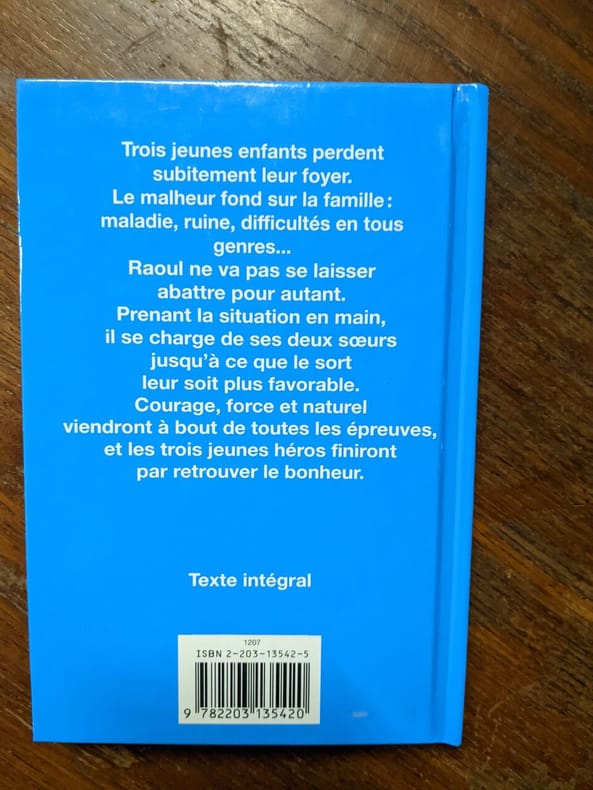 Trois jeunes enfants perdent
subitement leur foyer.
Le malheur fond sur la famille :
maladie, ruine, difficultés en tous
genres...
Raoul ne va pas se laisser
abattre pour autant.
Prenant la situation en main,
il se charge de ses deux sœurs
jusqu'à ce que le sort
leur soit plus favorable.
Courage, force et naturel
viendront à bout de toutes les épreuves,
et les trois jeunes héros finiront
par retrouver le bonheur.
Texte intégral
1207
ISBN 2-203-13542-5
9 782203 135420